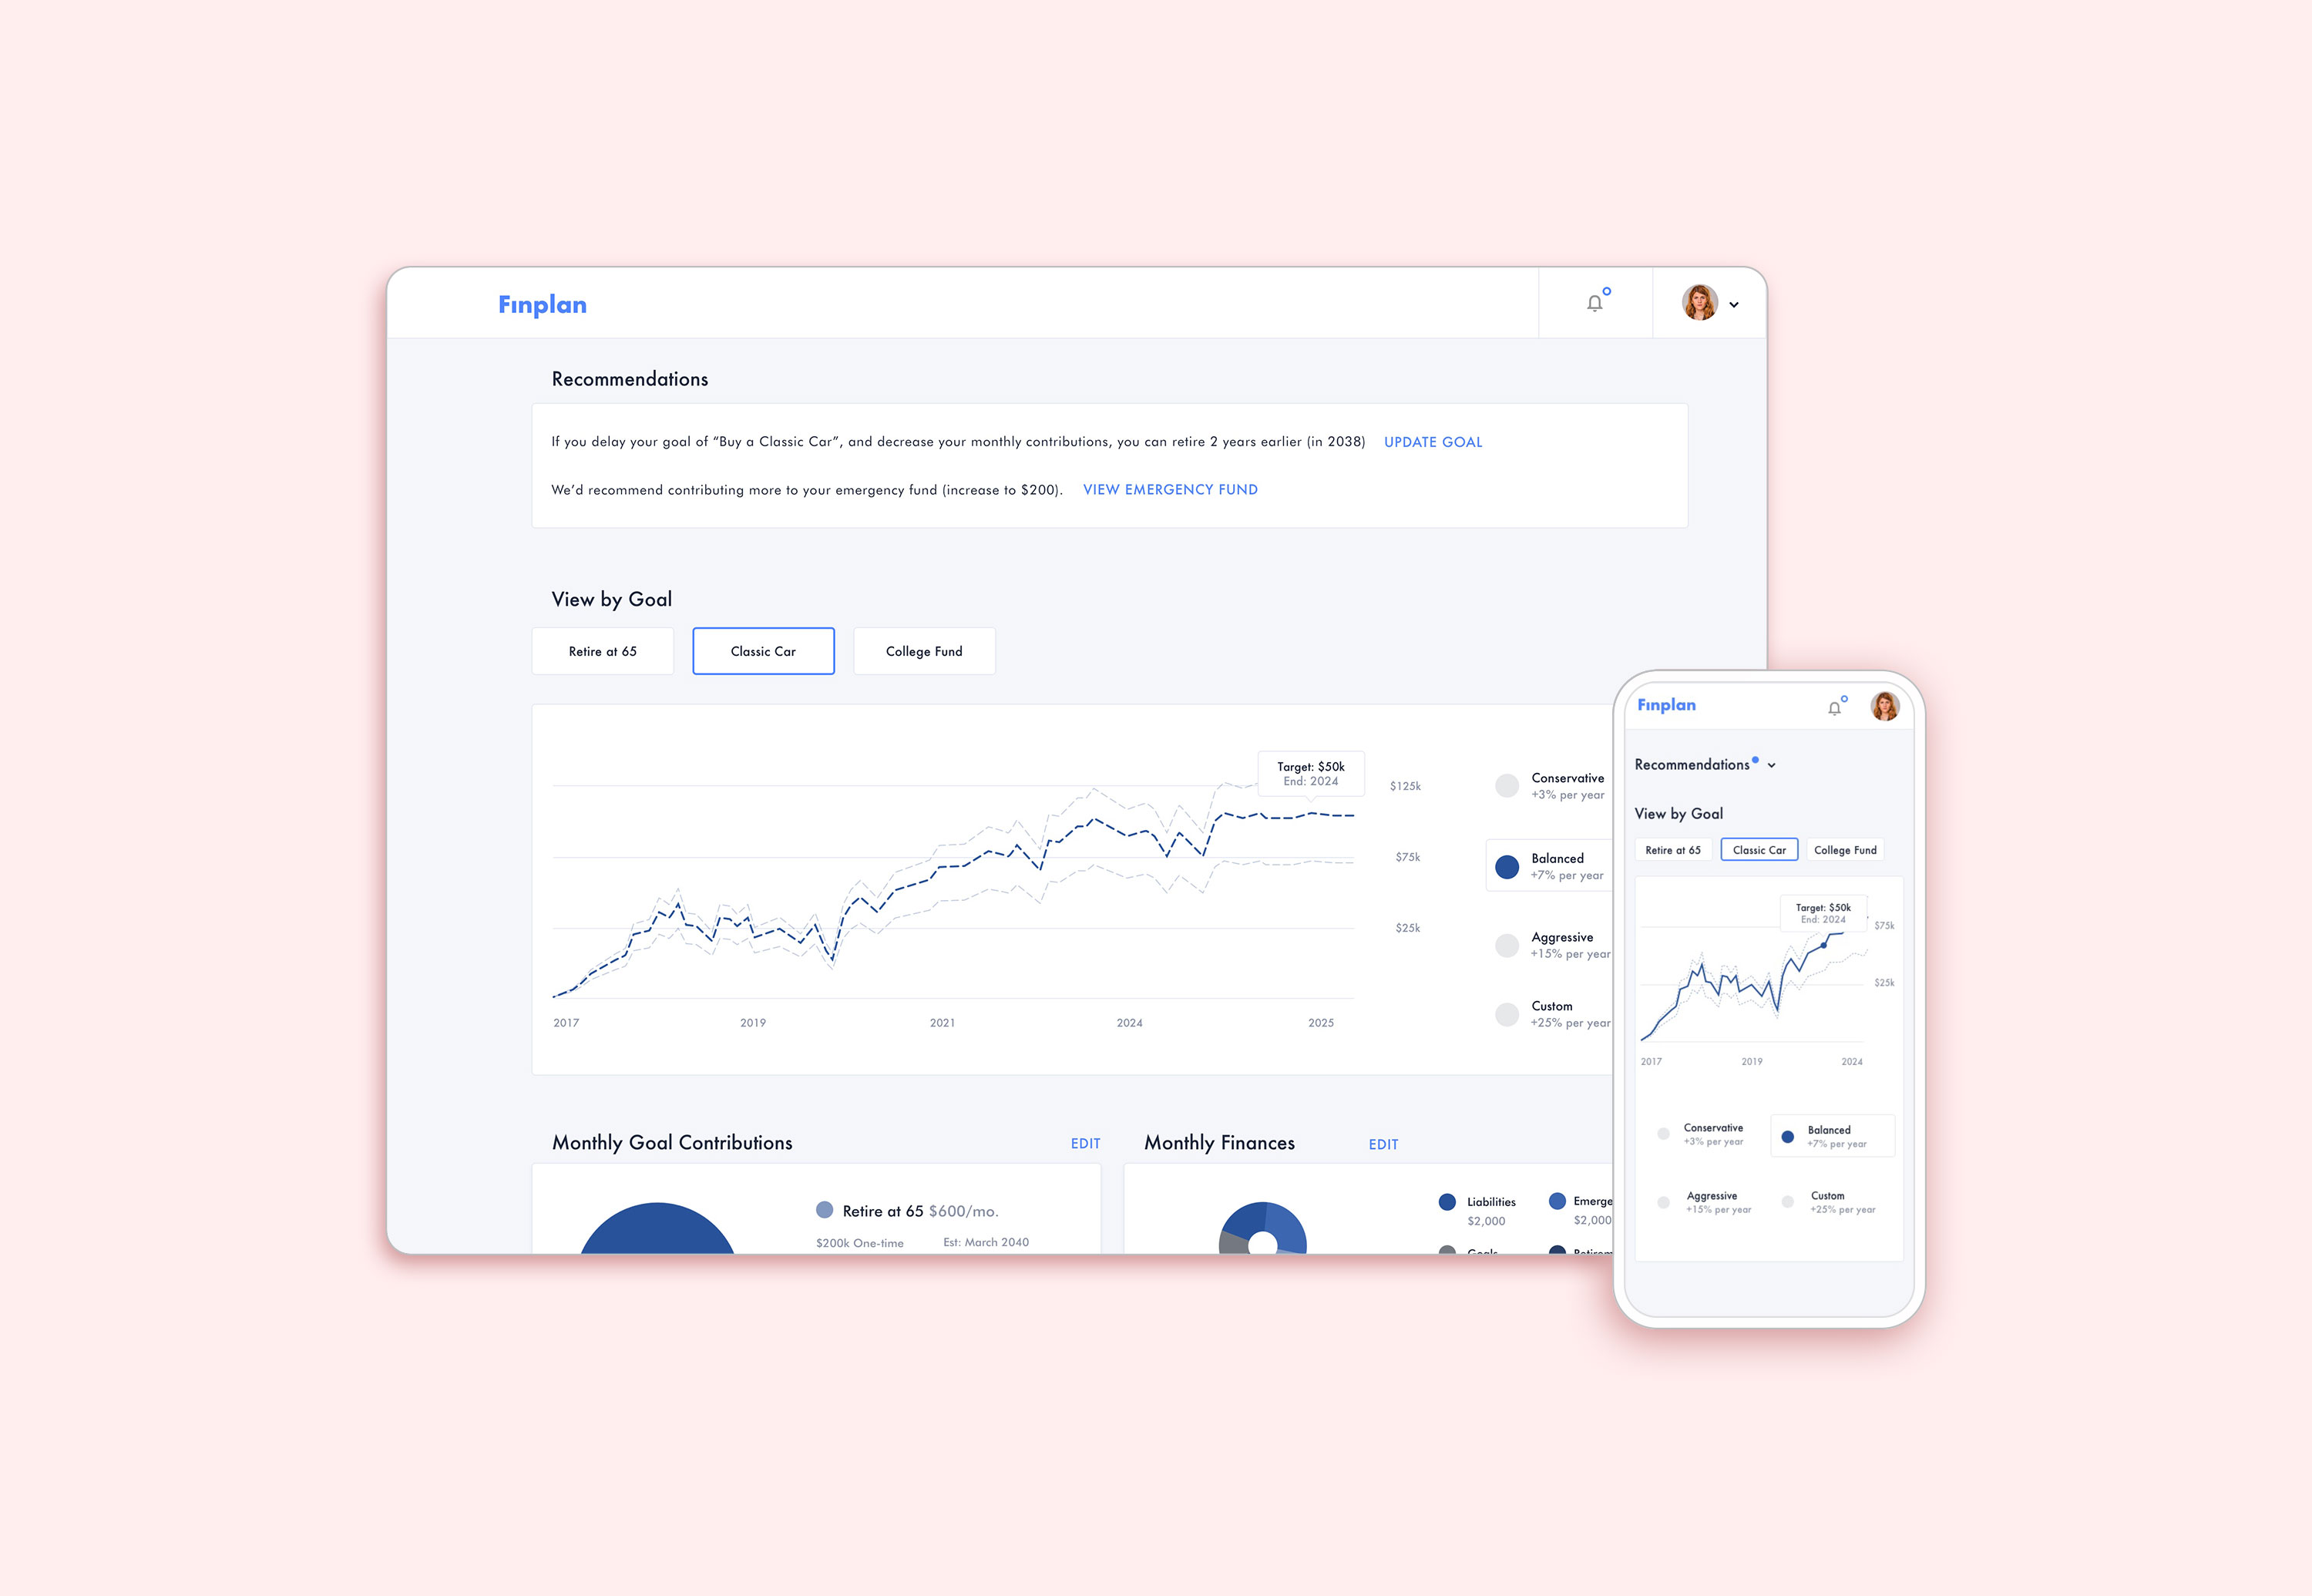 Finplan
Recommendations
If you delay your goal of “Buy a Classic Car”, and decrease your monthly contributions, you can retire 2 years earlier (in 2038) UPDATE GOAL
We’d recommend contributing more to your emergency fund (increase to $200). VIEW EMERGENCY FUND
View by Goal
Retire at 65 Classic Car College Fund
Target: $50k
End: 2024
$125k
$75k
$25k
2017 2019 2021 2024 2025
Conservative
+3% per year
Balanced
+7% per year
Aggressive
+15% per year
Custom
+25% per year
Monthly Goal Contributions EDIT
Retire at 65 $600/mo.
$200k One-time Est: March 2040
Monthly Finances EDIT
Liabilities
$2,000
Emerge
$2,000
Goals
Finplan
Recommendations
View by Goal
Retire at 65 Classic Car College Fund
Target: $50k
End: 2024
$75k
$25k
2017 2019 2024
Conservative
+3% per year
Balanced
+7% per year
Aggressive
+15% per year
Custom
+25% per year